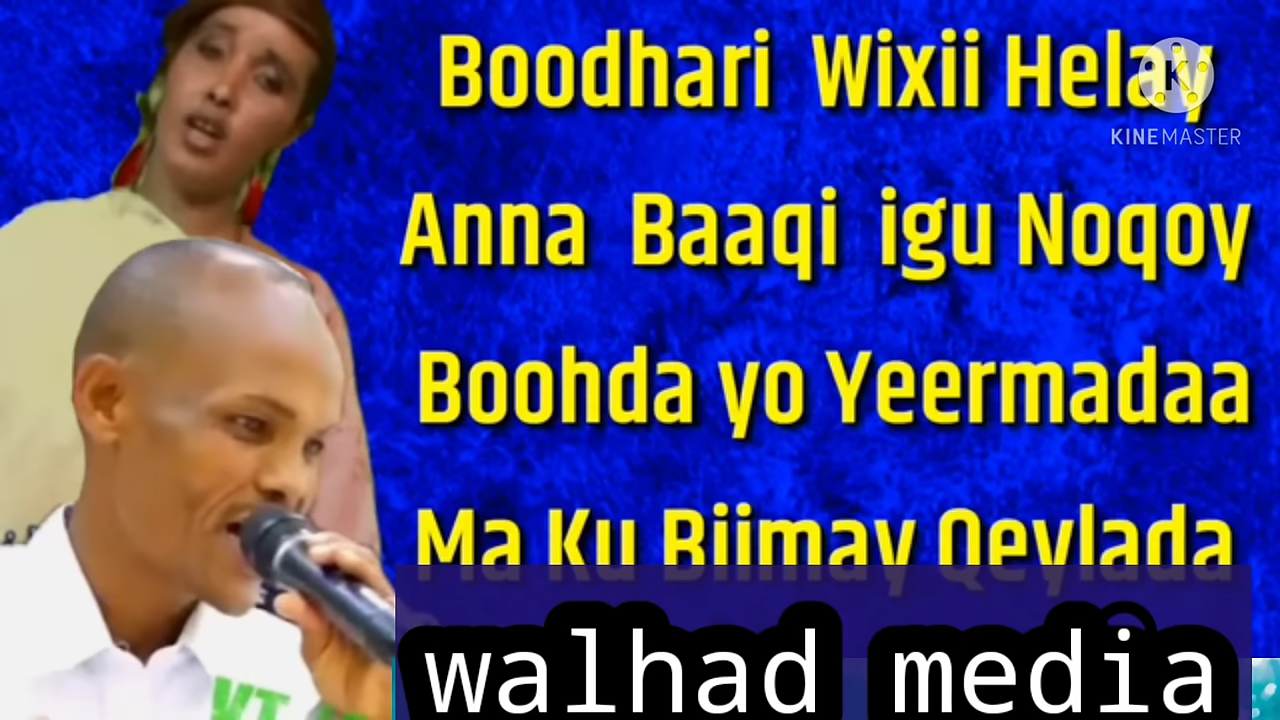 Boodhari Wixii Helay
KINEMASTER
Anna Baaqi igu Noqoy
Boohda yo Yeermadaa
Ma Ku Biimay Qeylada
walhad media